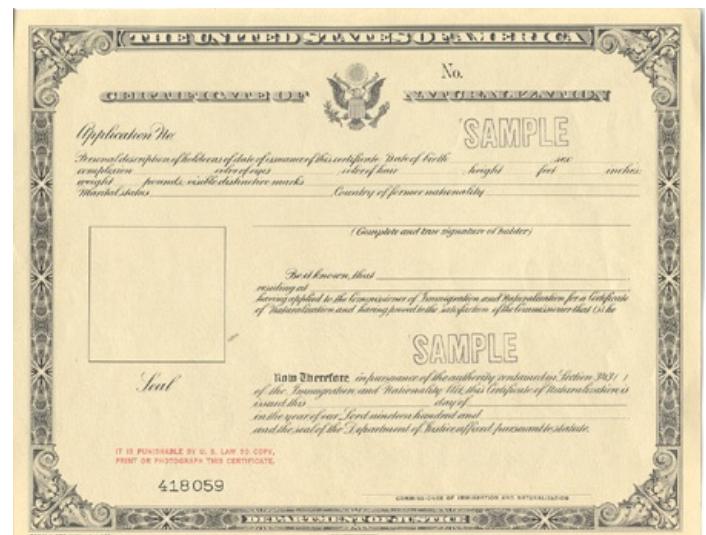 THE UNITED STATES OF AMERICA
No.
CERTIFICATE OF NATURALIZATION
Application No.
SAMPLE
Personal description of holder as of date of issuance of this certificate: Date of birth sex
complexion color of eyes color of hair height feet inches;
weight pounds; visible distinctive marks
Marital status Country of former nationality
(Complete and true signature of holder)
Be it known, that
residing at
having applied to the Commissioner of Immigration and Naturalization for a Certificate
of Naturalization and having proved to the satisfaction of the Commissioner that (s)he
SAMPLE
Seal
Now Therefore, in pursuance of the authority contained in Section 343( )
of the Immigration and Nationality Act, this Certificate of Naturalization is
issued this day of
in the year of our Lord nineteen hundred and
and the seal of the Department of Justice affixed pursuant to statute.
IT IS PUNISHABLE BY U. S. LAW TO COPY,
PRINT OR PHOTOGRAPH THIS CERTIFICATE.
418059
COMMISSIONER OF IMMIGRATION AND NATURALIZATION
DEPARTMENT OF JUSTICE